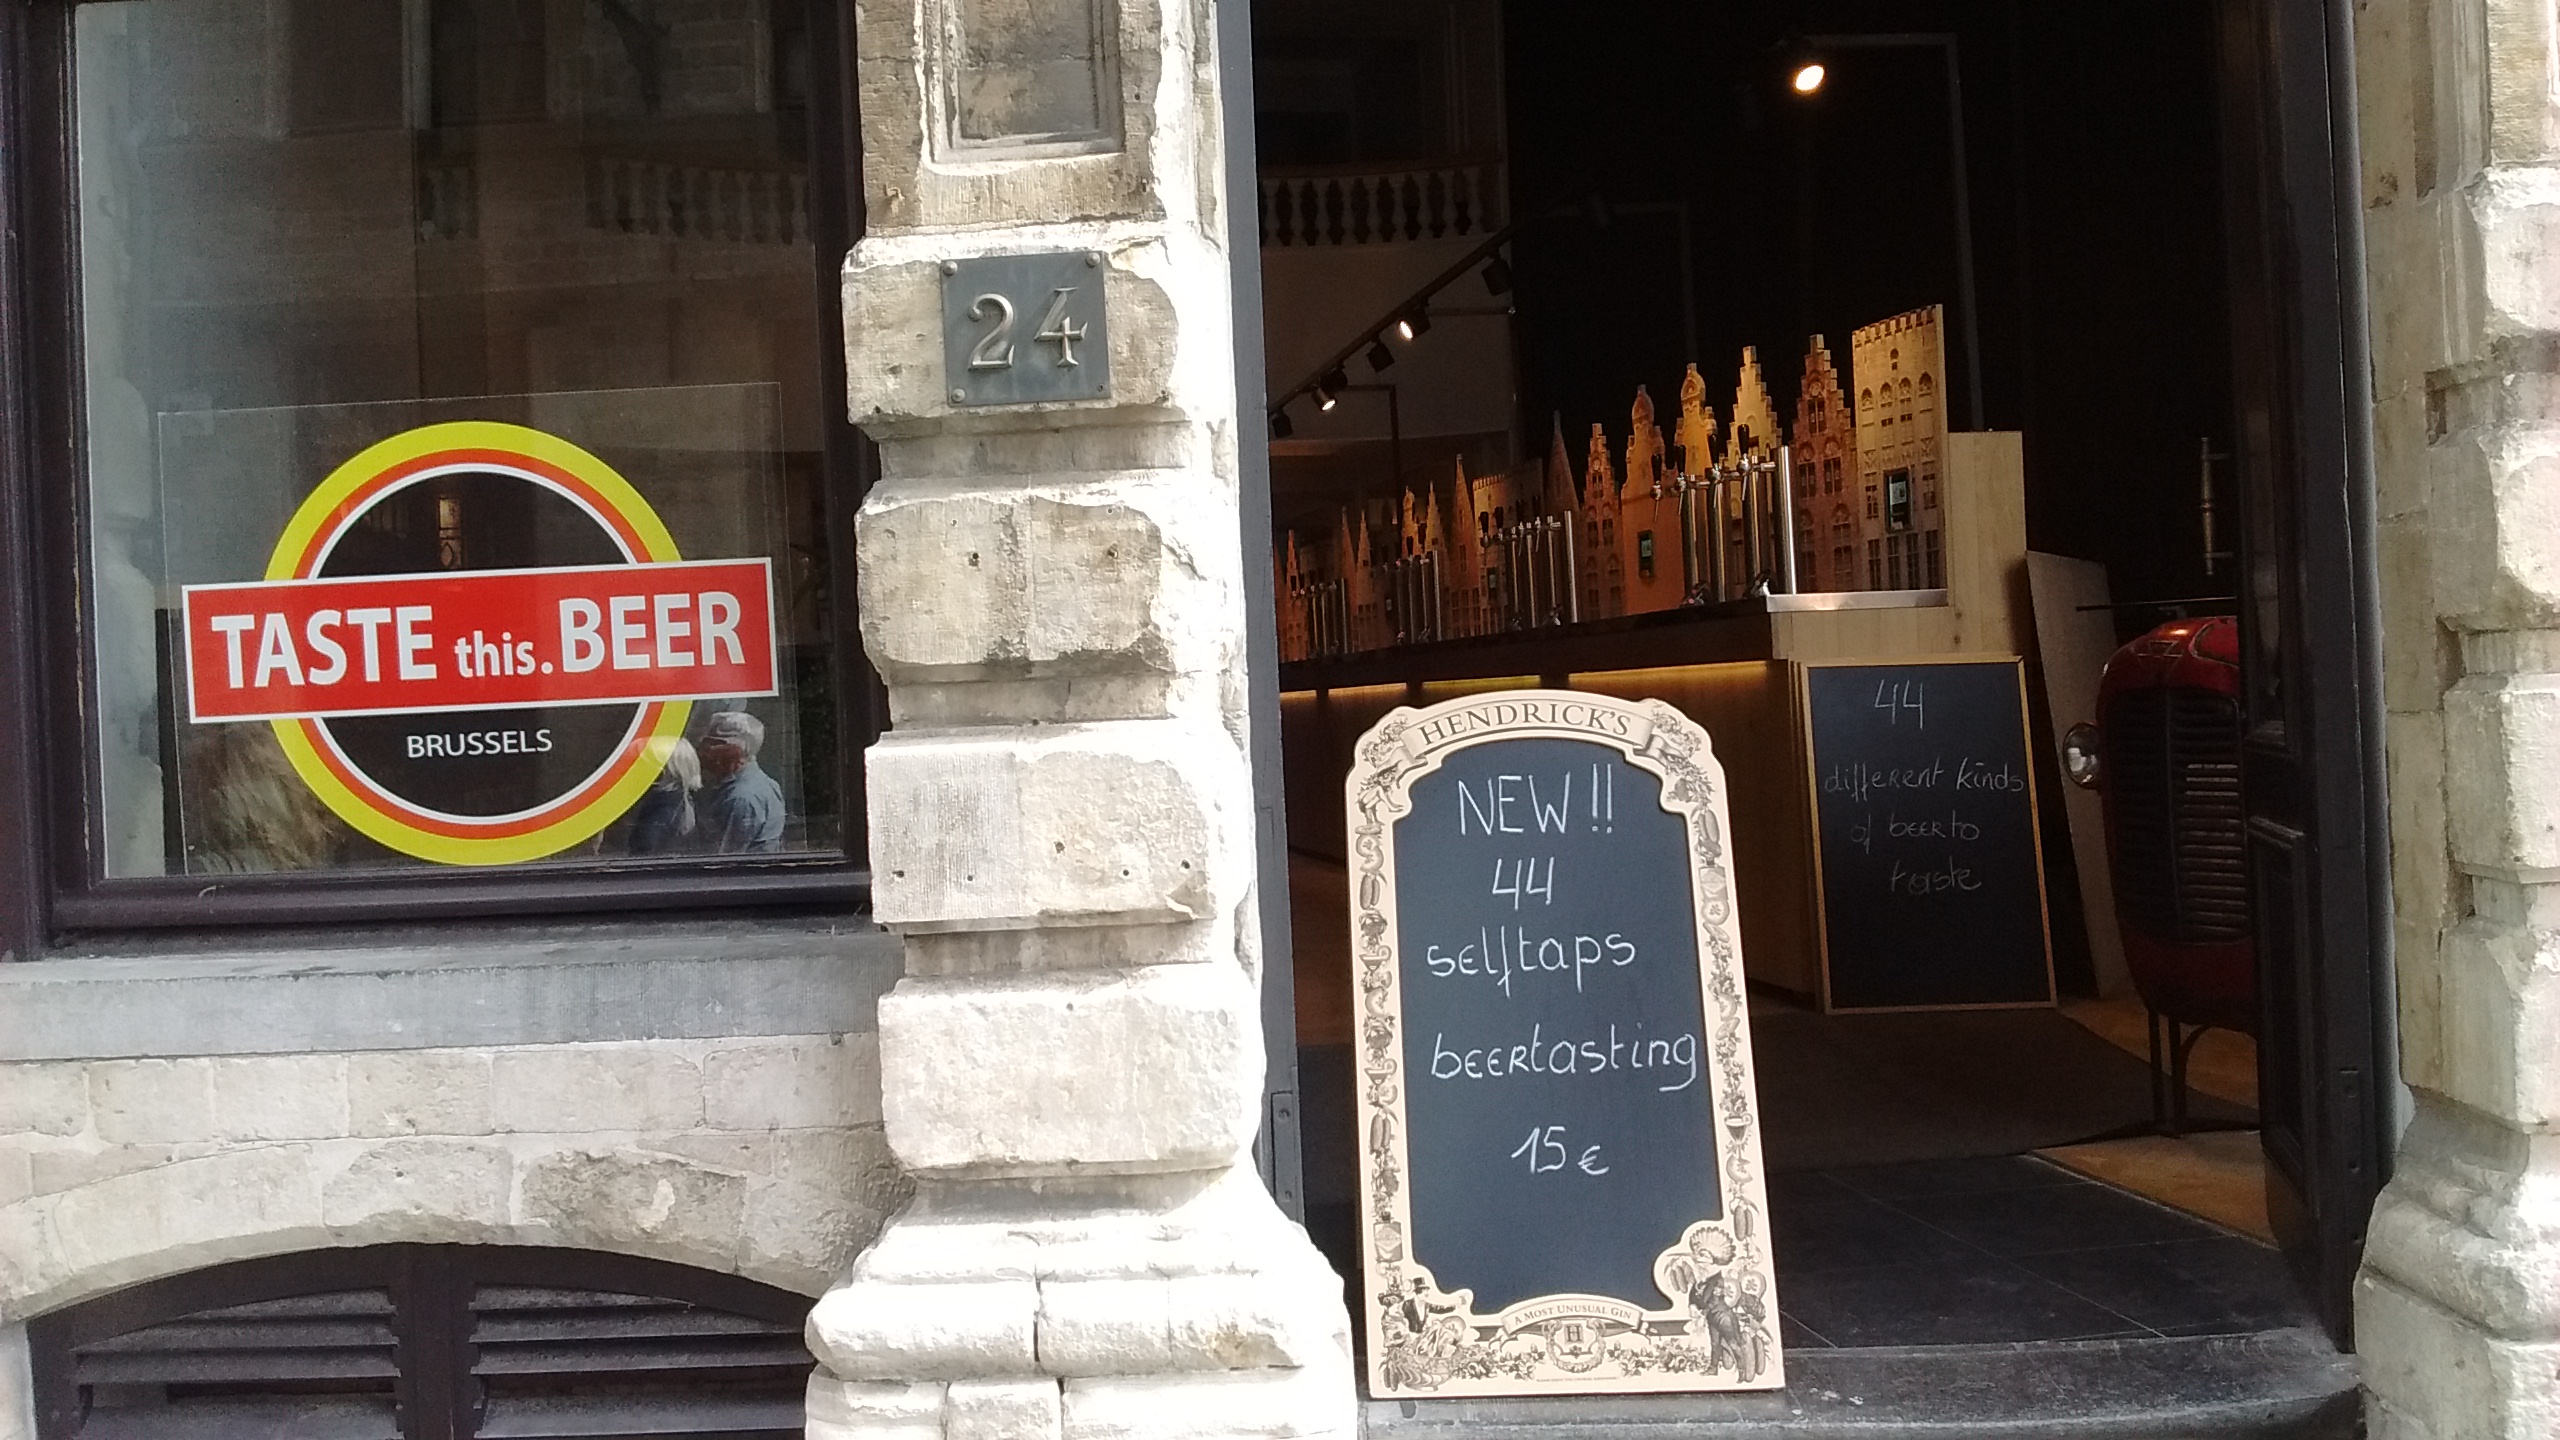 TASTE this.BEER
BRUSSELS
24
HENDRICK'S
NEW!!
44
selftaps
beertasting
15€
A MOST UNUSUAL GIN
H
44
different kinds
of beer to
taste